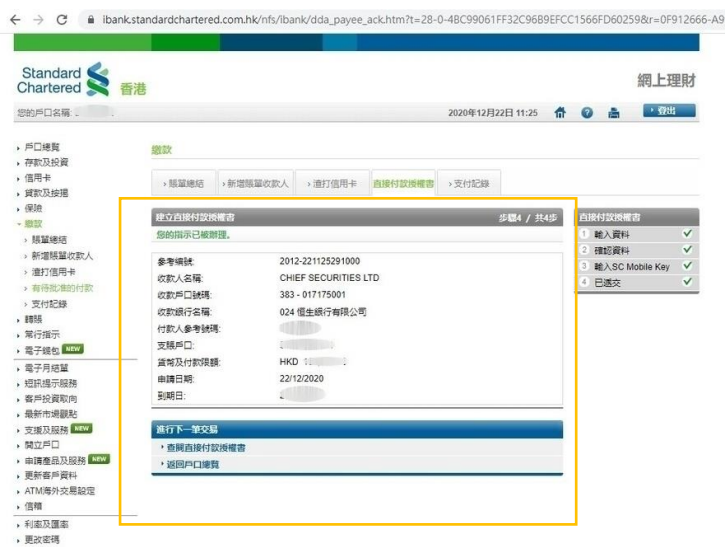 ibank.standardchartered.com.hk/nfs/ibank/dda_payee_ack.htm?t=28-0-4BC99061FF32C96B9EFCC1566FD60259&r=0F912666-A9
Standard
Chartered
香港
網上理財
您的戶口名稱:
2020年12月22日 11:25
登出
戶口總覽
存款及投資
信用卡
貸款及按揭
保險
繳款
賬單總結
新增賬單收款人
渣打信用卡
有待批准的付款
支付記錄
轉賬
常行指示
電子錢包 NEW
電子月結單
短訊提示服務
客戶投資取向
最新市場觀點
支援及服務 NEW
開立戶口
申請產品及服務 NEW
更新客戶資料
ATM海外交易設定
信箱
利率及匯率
更改密碼
繳款
賬單總結
新增賬單收款人
渣打信用卡
直接付款授權書
支付記錄
建立直接付款授權書
步驟4 / 共4步
您的指示已被辦理。
參考編號: 2012-221125291000
收款人名稱: CHIEF SECURITIES LTD
收款戶口號碼: 383 - 017175001
收款銀行名稱: 024 恒生銀行有限公司
付款人參考號碼:
支賬戶口:
貨幣及付款限額: HKD
申請日期: 22/12/2020
到期日:
進行下一筆交易
查閱直接付款授權書
返回戶口總覽
直接付款授權書
1 輸入資料
2 確認資料
3 輸入SC Mobile Key
4 已遞交